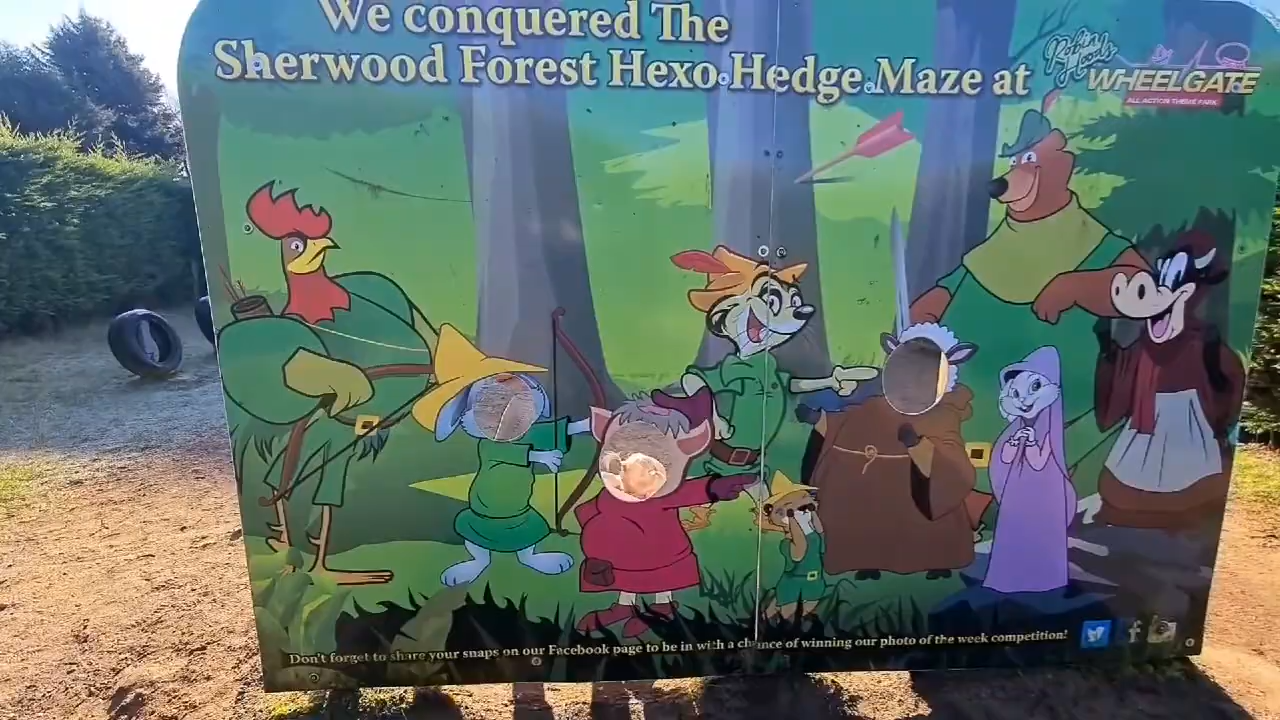 We conquered The
Sherwood Forest Hexo Hedge Maze at
Robin Hood's
WHEELGATE
ALL ACTION THEME PARK
Don't forget to share your snaps on our Facebook page to be in with a chance of winning our photo of the week competition!
f